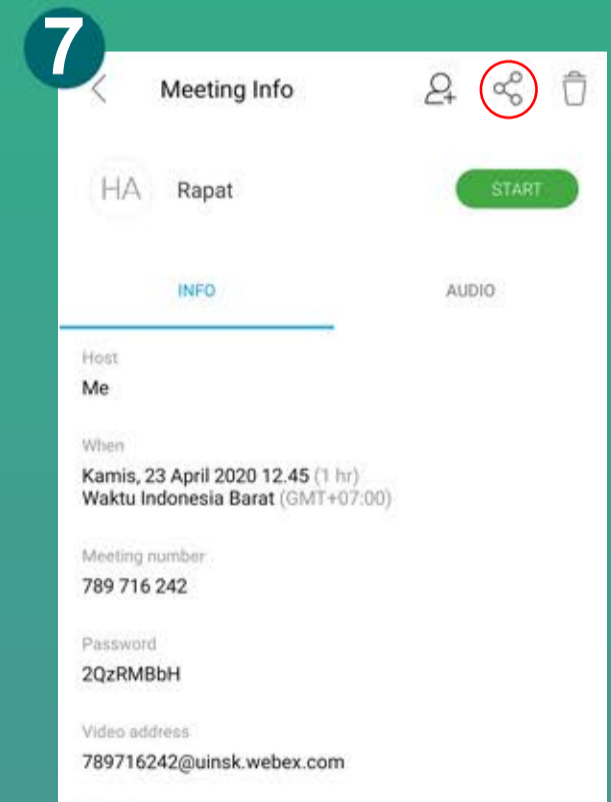 7
Meeting Info
HA Rapat START
INFO AUDIO
Host
Me
When
Kamis, 23 April 2020 12.45 (1 hr)
Waktu Indonesia Barat (GMT+07:00)
Meeting number
789 716 242
Password
2QzRMBbH
Video address
789716242@uinsk.webex.com